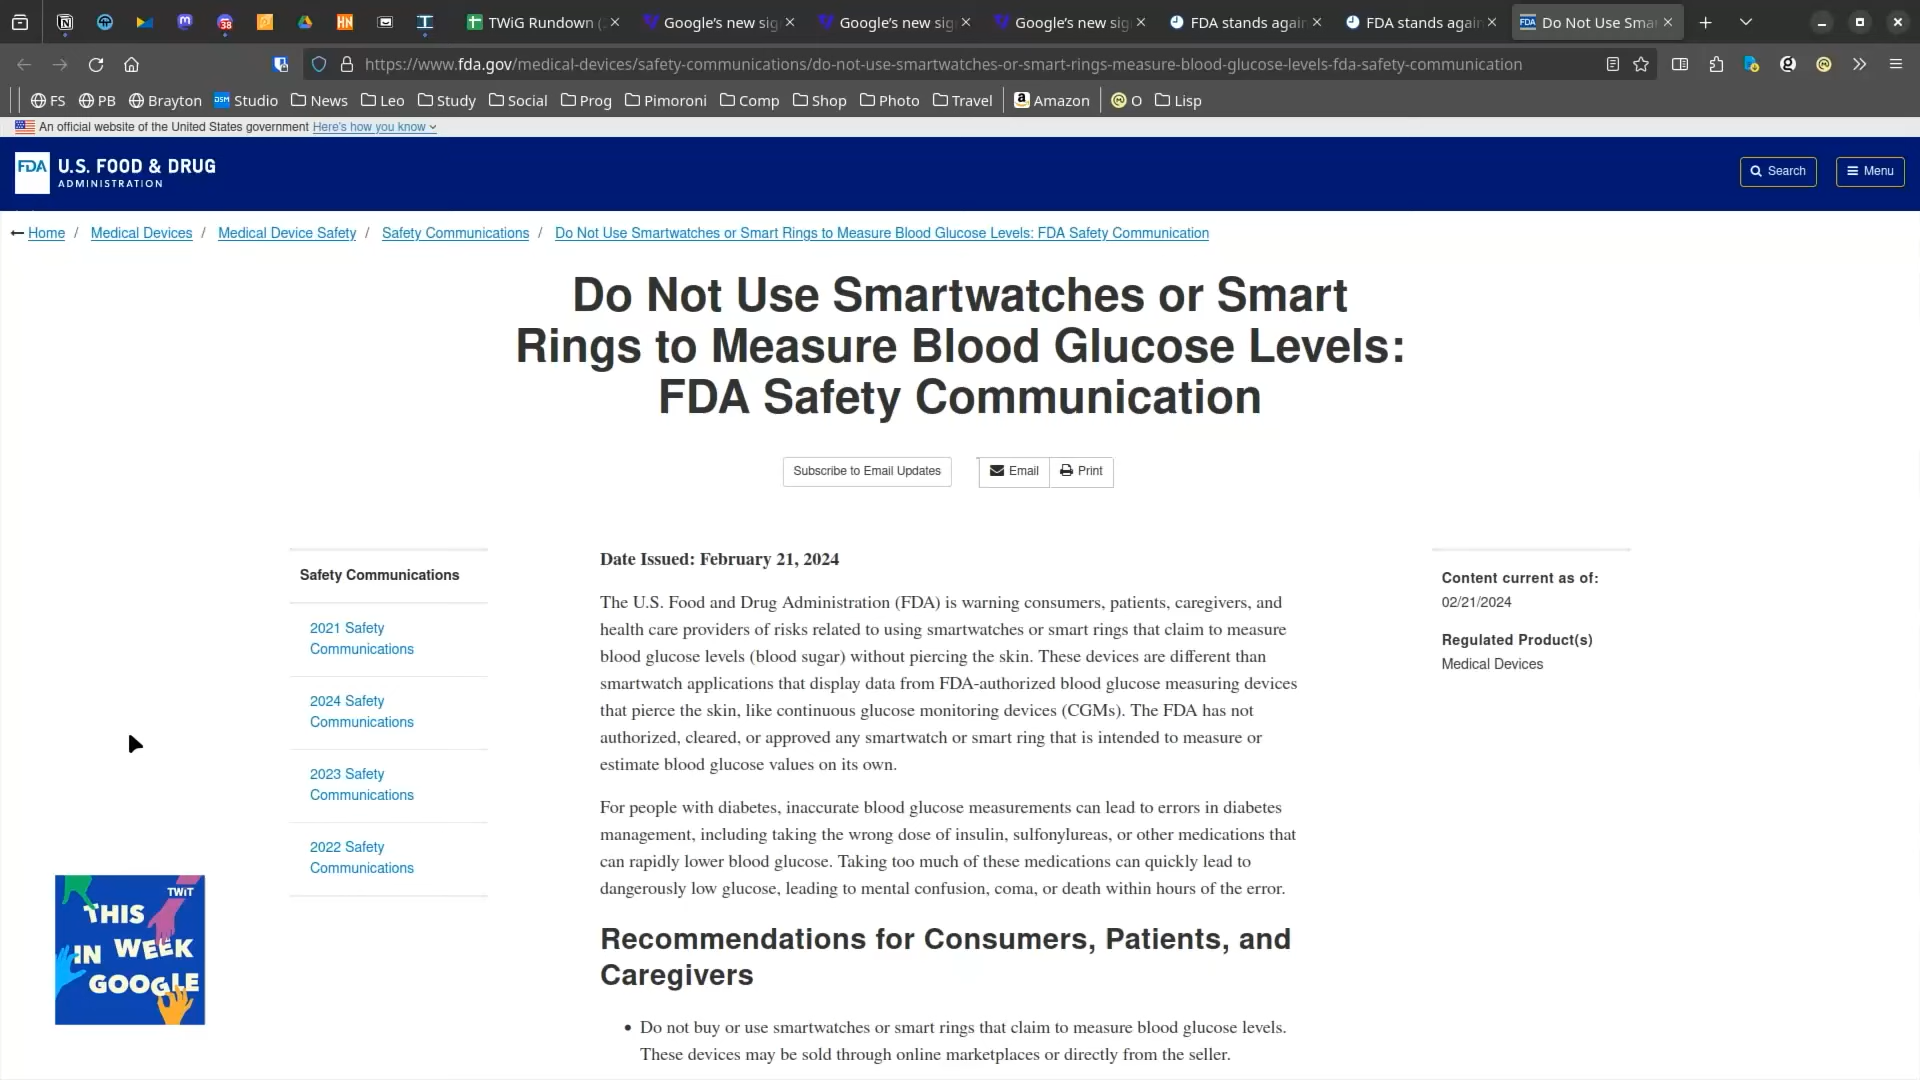 38
TWiG Rundown (
Google's new sig
Google's new sig
Google's new sig
FDA stands again
FDA stands again
FDA
Do Not Use Sma
https://www.fda.gov/medical-devices/safety-communications/do-not-use-smartwatches-or-smart-rings-measure-blood-glucose-levels-fda-safety-communication
FS
PB
Brayton
DSM
Studio
News
Leo
Study
Social
Prog
Pimoroni
Comp
Shop
Photo
Travel
Amazon
O
Lisp
An official website of the United States government Here's how you know
FDA
U.S. FOOD & DRUG
ADMINISTRATION
Search
Menu
Home / Medical Devices / Medical Device Safety / Safety Communications / Do Not Use Smartwatches or Smart Rings to Measure Blood Glucose Levels: FDA Safety Communication
Do Not Use Smartwatches or Smart
Rings to Measure Blood Glucose Levels:
FDA Safety Communication
Subscribe to Email Updates
Email
Print
Safety Communications
2021 Safety
Communications
2024 Safety
Communications
2023 Safety
Communications
2022 Safety
Communications
Date Issued: February 21, 2024
The U.S. Food and Drug Administration (FDA) is warning consumers, patients, caregivers, and
health care providers of risks related to using smartwatches or smart rings that claim to measure
blood glucose levels (blood sugar) without piercing the skin. These devices are different than
smartwatch applications that display data from FDA-authorized blood glucose measuring devices
that pierce the skin, like continuous glucose monitoring devices (CGMs). The FDA has not
authorized, cleared, or approved any smartwatch or smart ring that is intended to measure or
estimate blood glucose values on its own.
For people with diabetes, inaccurate blood glucose measurements can lead to errors in diabetes
management, including taking the wrong dose of insulin, sulfonylureas, or other medications that
can rapidly lower blood glucose. Taking too much of these medications can quickly lead to
dangerously low glucose, leading to mental confusion, coma, or death within hours of the error.
Recommendations for Consumers, Patients, and
Caregivers
• Do not buy or use smartwatches or smart rings that claim to measure blood glucose levels.
These devices may be sold through online marketplaces or directly from the seller.
Content current as of:
02/21/2024
Regulated Product(s)
Medical Devices
TWiT
THIS
IN WEEK
GOOGLE